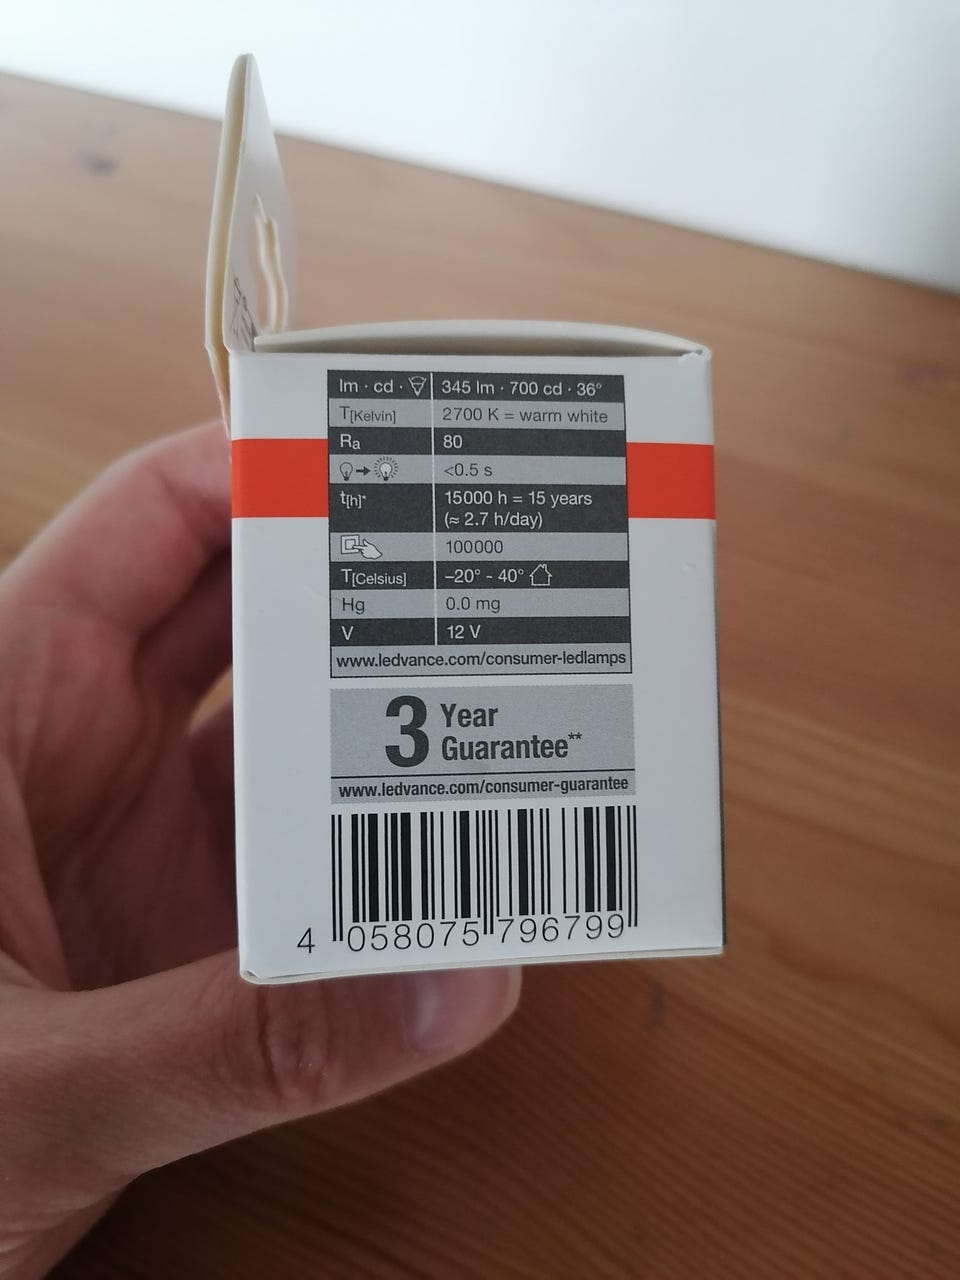 lm · cd · 345 lm · 700 cd · 36°
T[Kelvin] 2700 K = warm white
Ra 80
<0.5 s
t[h]* 15000 h = 15 years
(≈ 2.7 h/day)
100000
T[Celsius] –20° - 40°
Hg 0.0 mg
V 12 V
www.ledvance.com/consumer-ledlamps
3 Year
Guarantee**
www.ledvance.com/consumer-guarantee
4 058075 796799